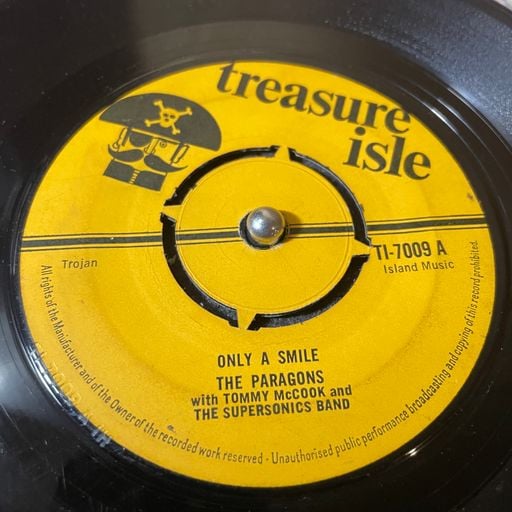 treasure
isle
TI-7009 A
Trojan
Island Music
ONLY A SMILE
THE PARAGONS
with TOMMY McCOOK and
THE SUPERSONICS BAND
All rights of the Manufacturer and of the Owner of the recorded work reserved - Unauthorised public performance broadcasting and copying of this record prohibited.